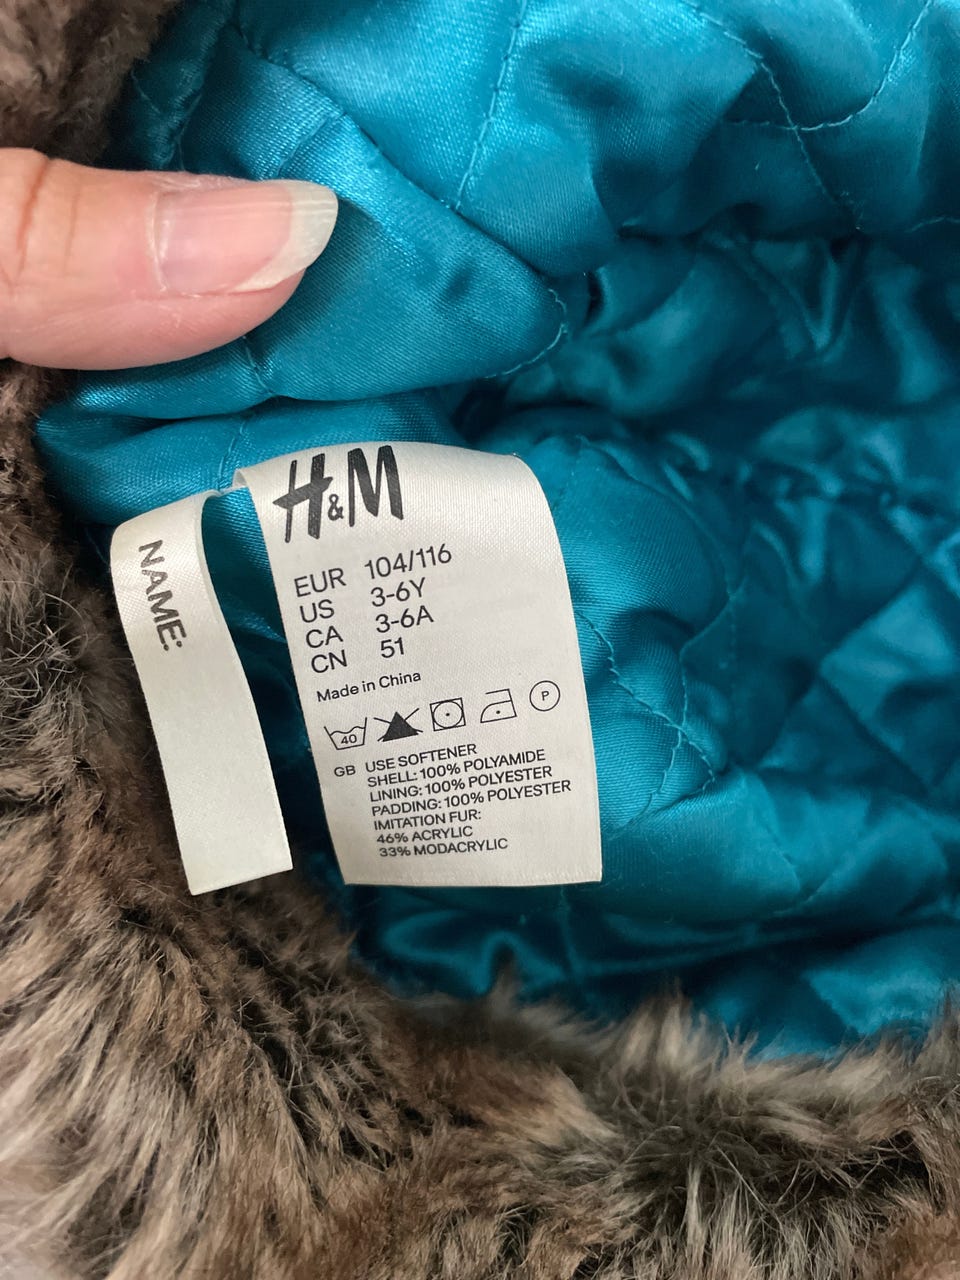 H&M
EUR 104/116
US 3-6Y
CA 3-6A
CN 51
Made in China
40
P
GB USE SOFTENER
SHELL: 100% POLYAMIDE
LINING: 100% POLYESTER
PADDING: 100% POLYESTER
IMITATION FUR:
46% ACRYLIC
33% MODACRYLIC
NAME: